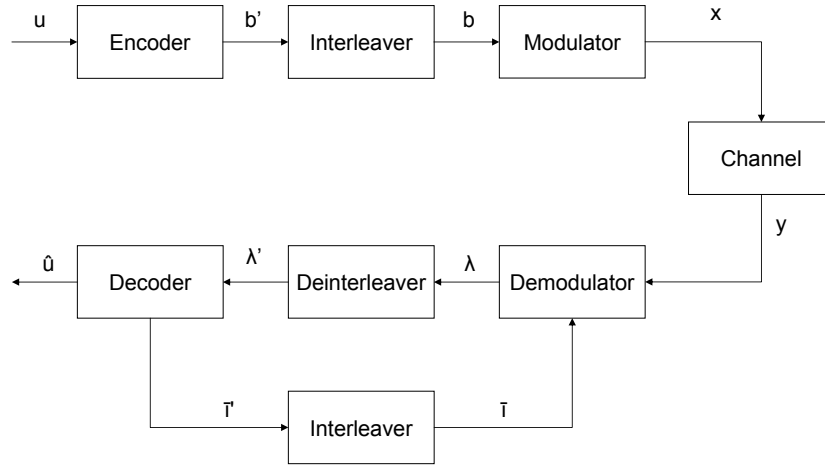 u
Encoder
b’
Interleaver
b
Modulator
x
Channel
y
û
Decoder
λ’
Deinterleaver
λ
Demodulator
ī'
Interleaver
ī